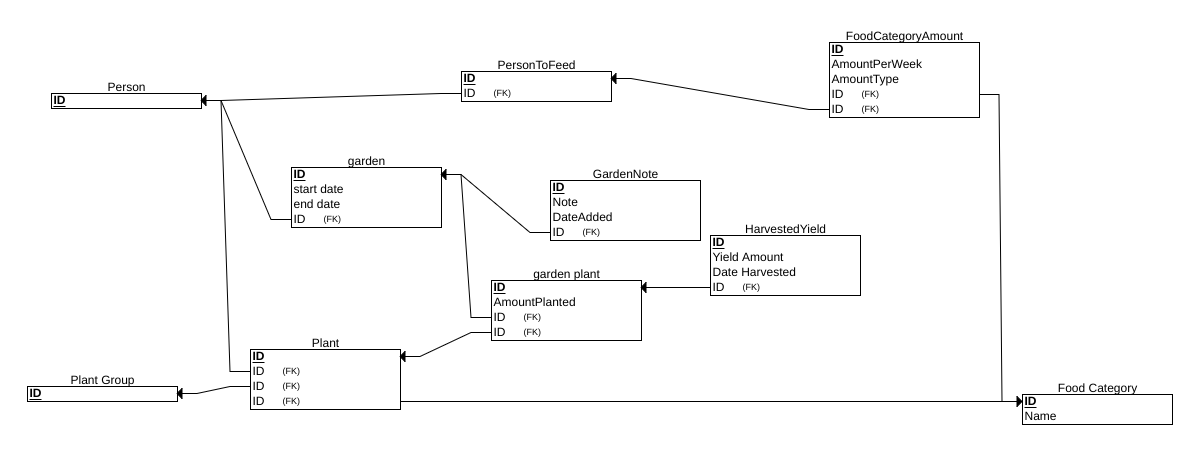 FoodCategoryAmount
ID
AmountPerWeek
AmountType
ID (FK)
ID (FK)
PersonToFeed
ID
ID (FK)
Person
ID
garden
ID
start date
end date
ID (FK)
GardenNote
ID
Note
DateAdded
ID (FK)
HarvestedYield
ID
Yield Amount
Date Harvested
ID (FK)
garden plant
ID
AmountPlanted
ID (FK)
ID (FK)
Plant
ID
ID (FK)
ID (FK)
ID (FK)
Plant Group
ID
Food Category
ID
Name